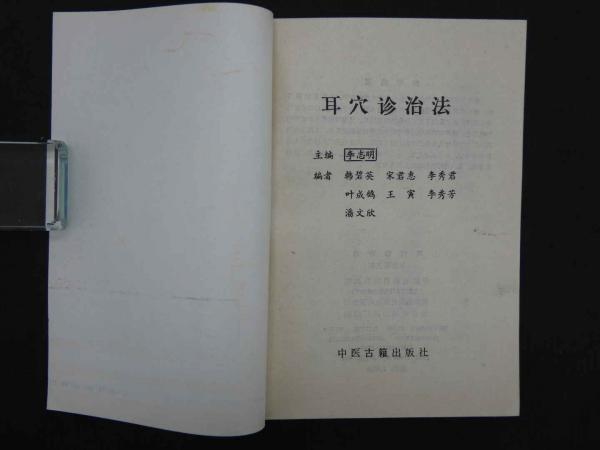 耳穴诊治法
主编 李志明
编者 韩碧英 宋君惠 李秀君
叶成鹄 王寅 李秀芳
潘文欣
中医古籍出版社